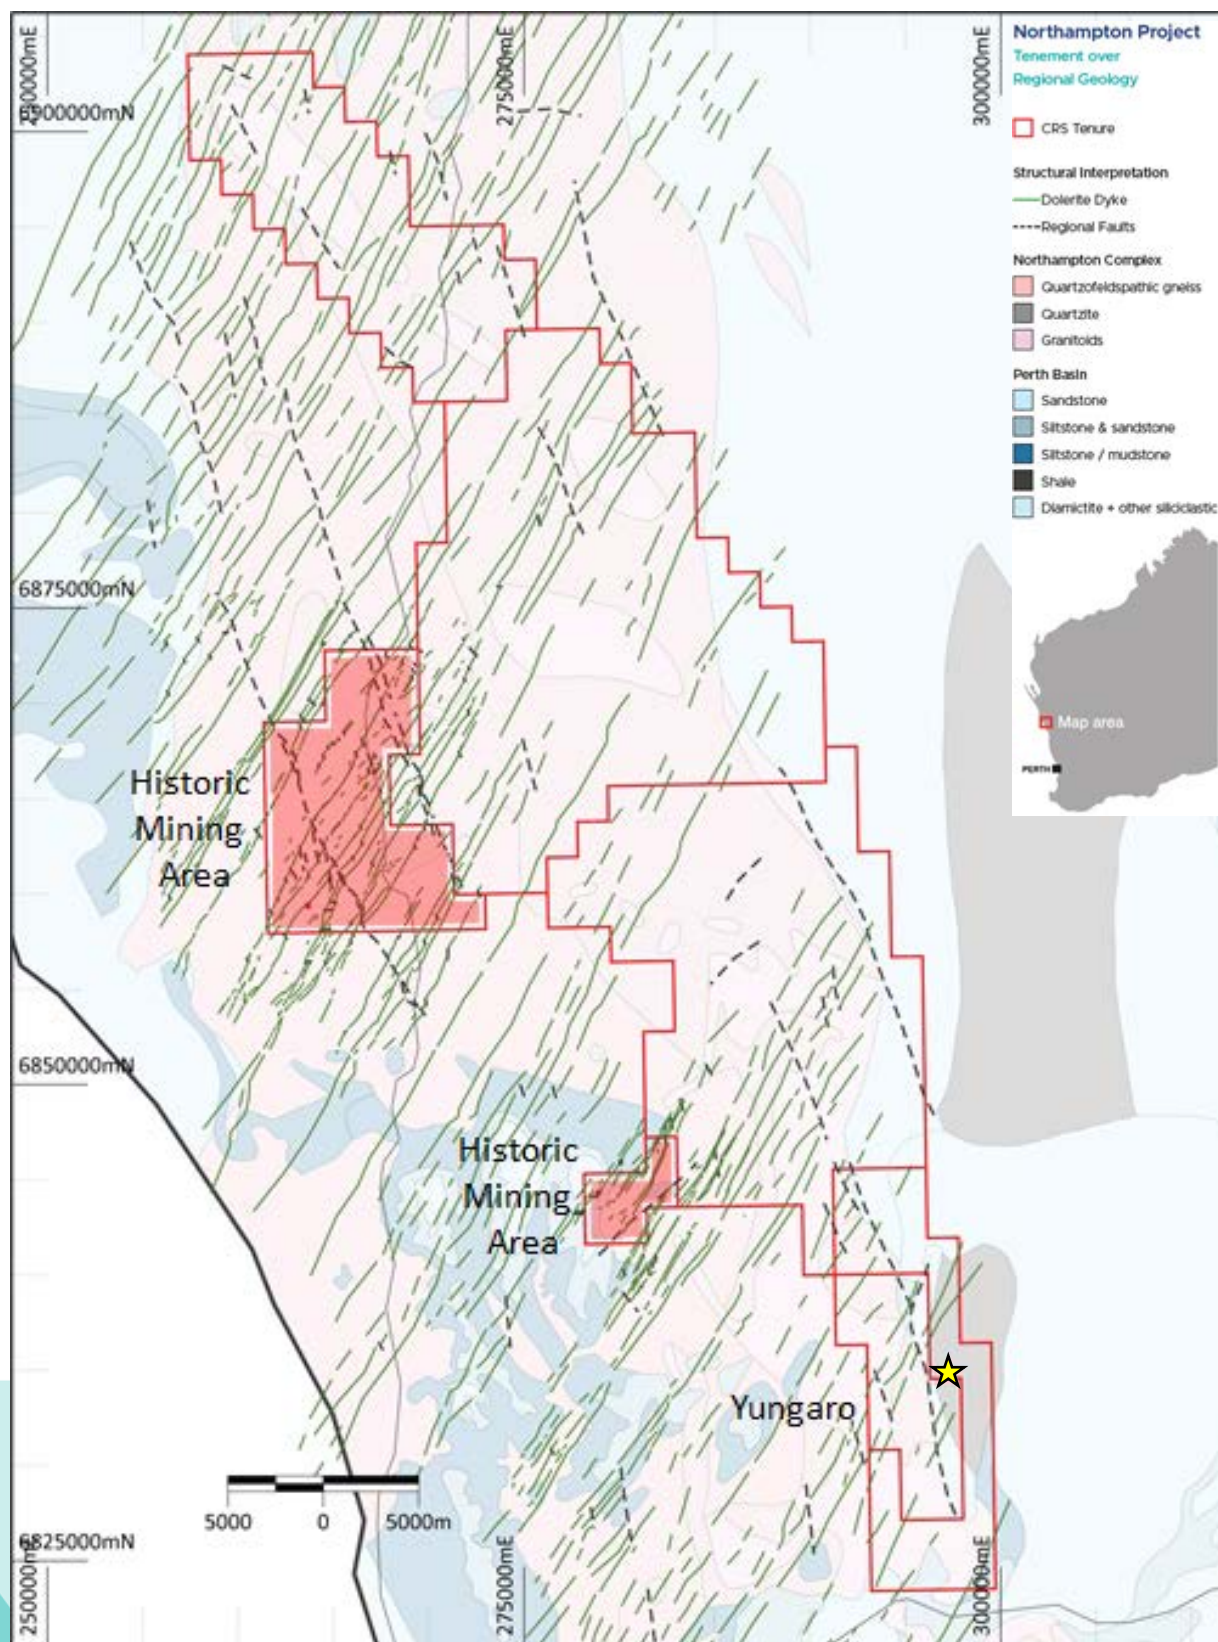 250000mE
275000mE
300000mE
6900000mN
Northampton Project
Tenement over
Regional Geology
CRS Tenure
Structural Interpretation
Dolerite Dyke
Regional Faults
Northampton Complex
Quartzofeldspathic gneiss
Quartzite
Granitoids
Perth Basin
Sandstone
Siltstone & sandstone
Siltstone / mudstone
Shale
Diamictite + other siliciclastic
6875000mN
Map area
PERTH
Historic
Mining
Area
6850000mN
Historic
Mining
Area
Yungaro
5000 0 5000m
6825000mN
250000mE
275000mE
300000mE